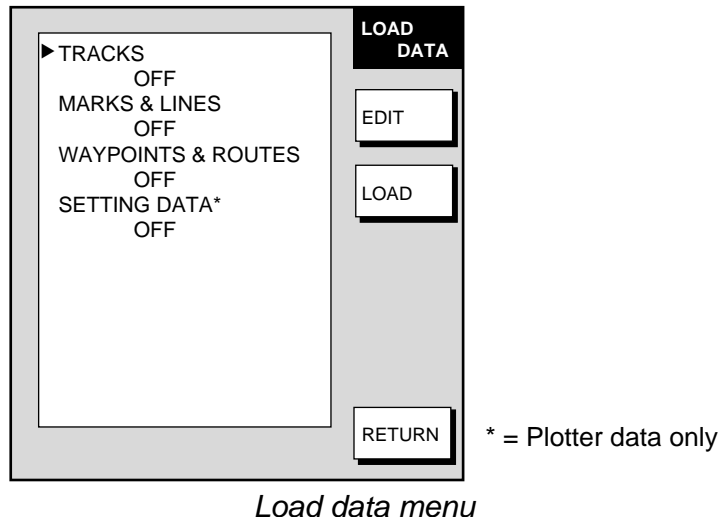 LOAD
DATA
▶TRACKS
OFF
MARKS & LINES
OFF
WAYPOINTS & ROUTES
OFF
SETTING DATA*
OFF
EDIT
LOAD
RETURN
* = Plotter data only
Load data menu